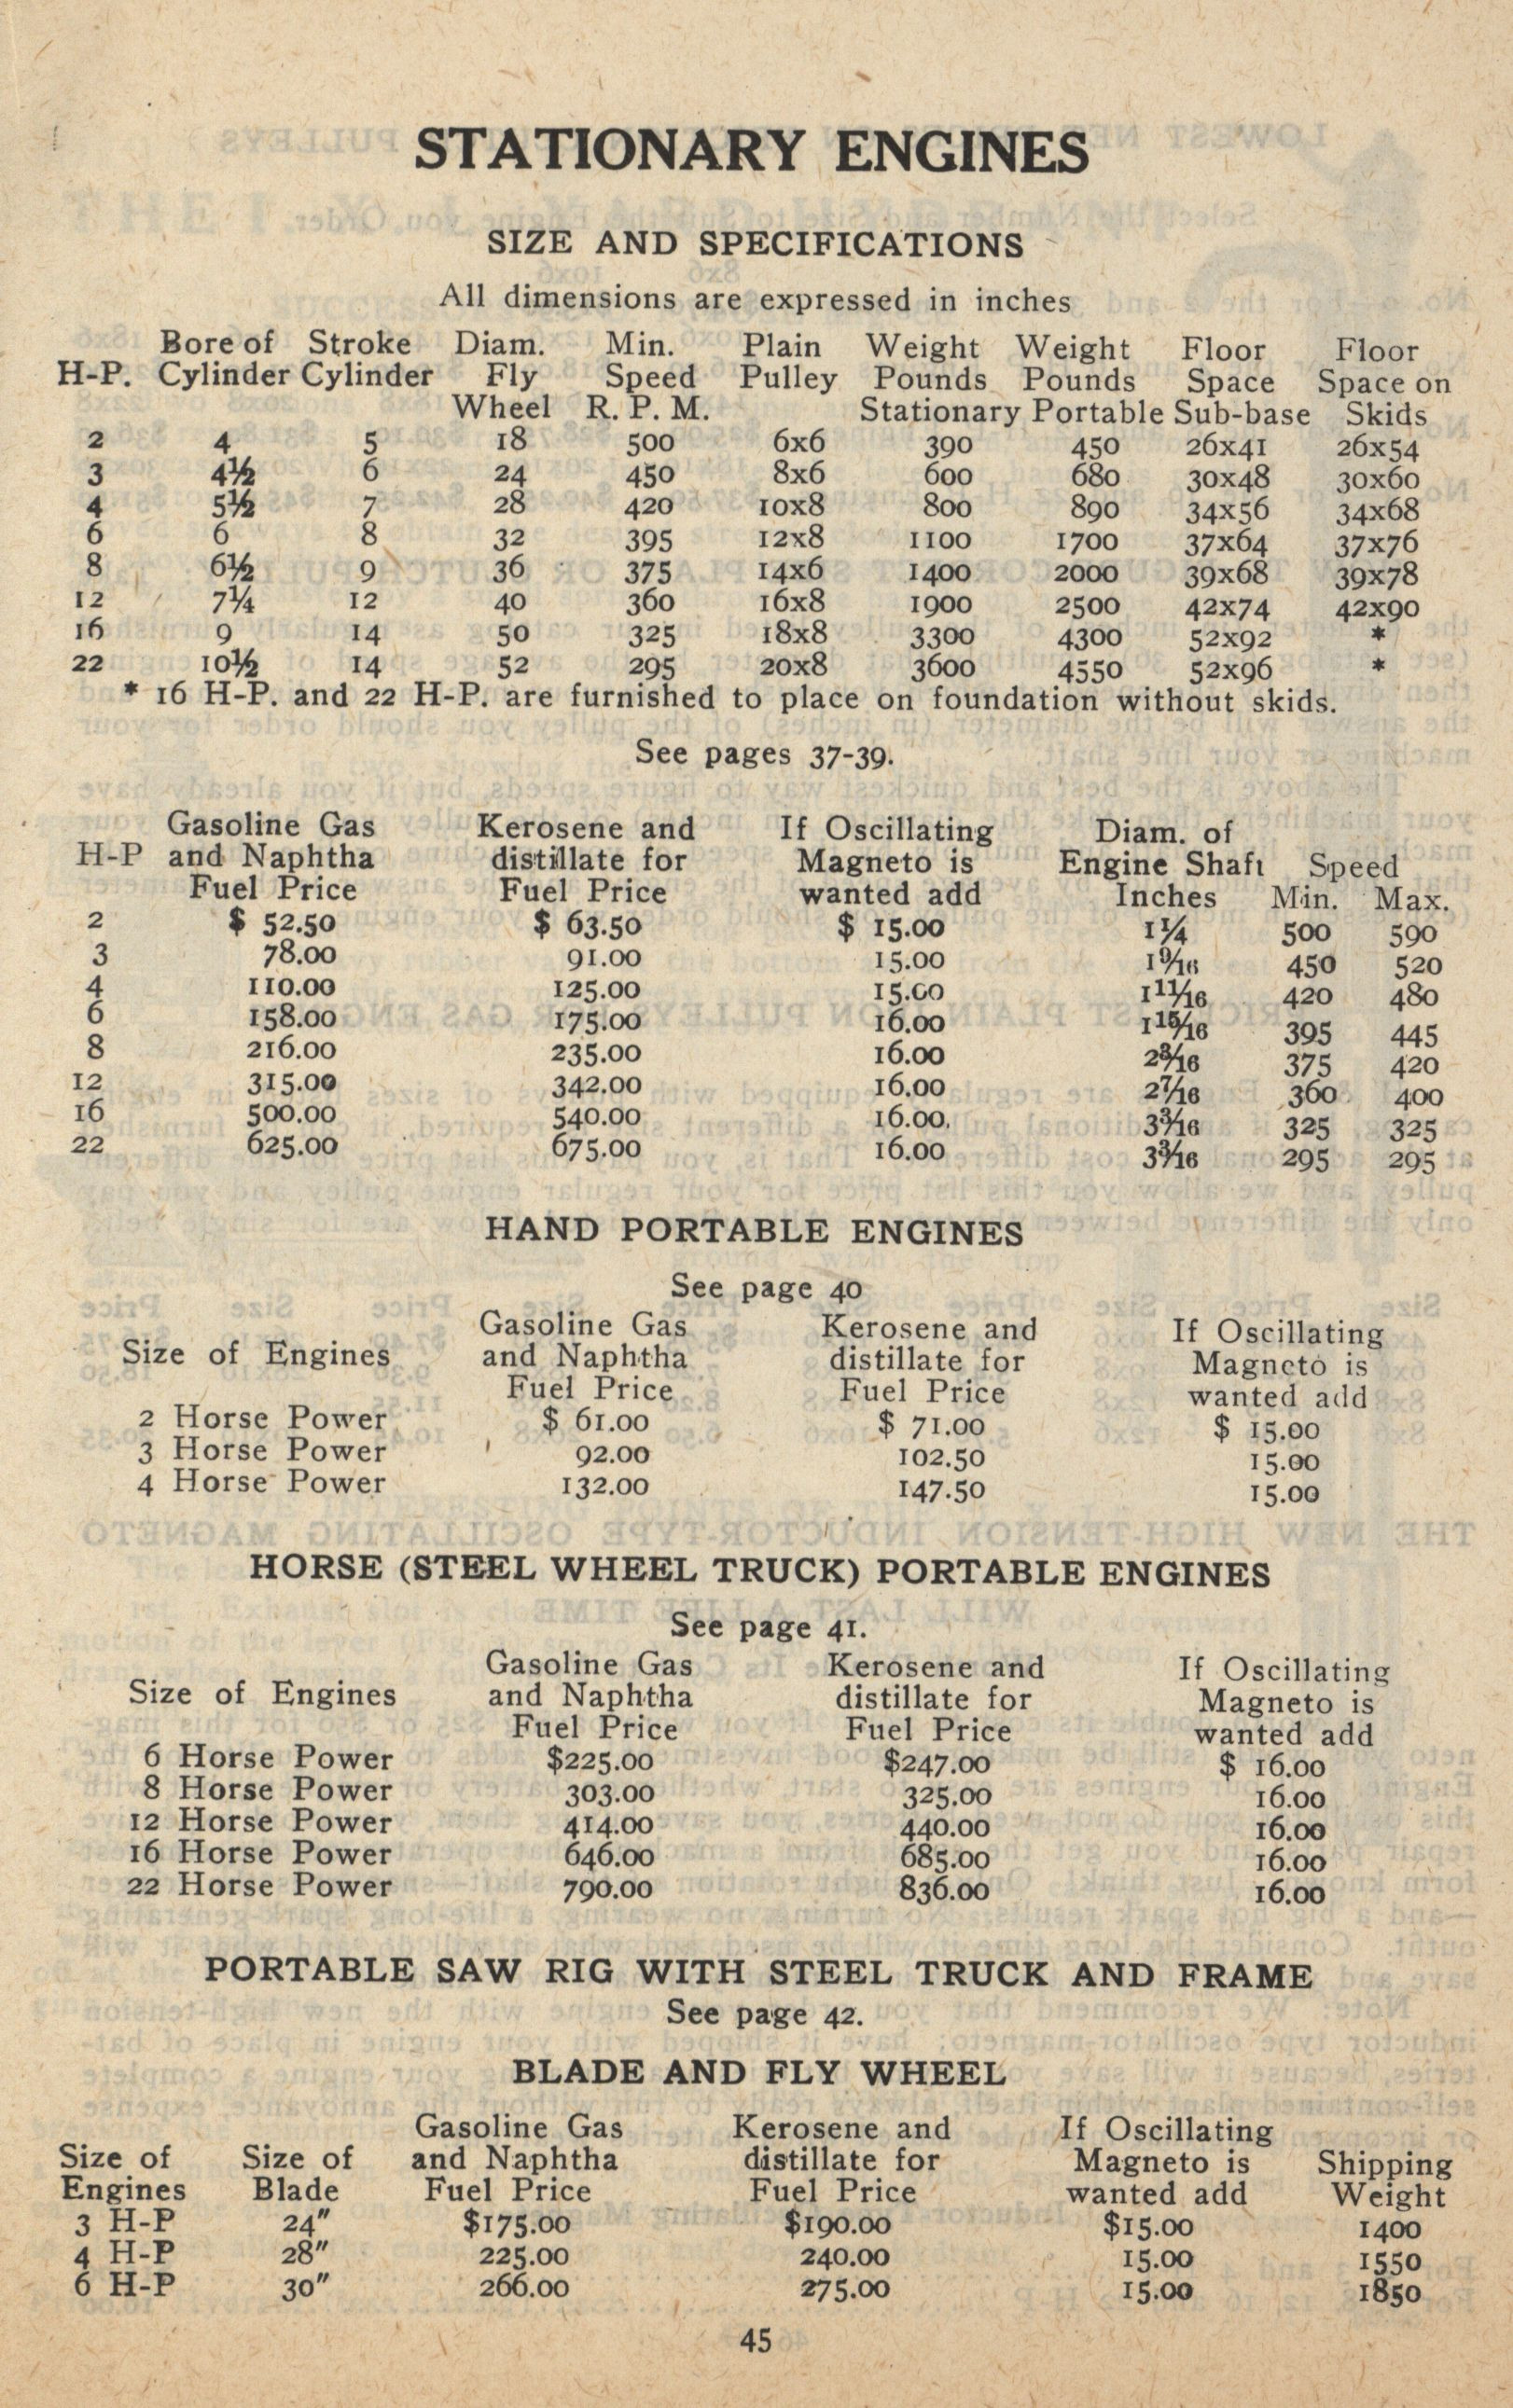 STATIONARY ENGINES
SIZE AND SPECIFICATIONS
All dimensions are expressed in inches
Bore of Stroke Diam. Min. Plain Weight Weight Floor Floor
H-P. Cylinder Cylinder Fly Speed Pulley Pounds Pounds Space Space on
Wheel R. P. M. Stationary Portable Sub-base Skids
2 4 5 18 500 6x6 390 450 26x41 26x54
3 4½ 6 24 450 8x6 600 680 30x48 30x60
4 5½ 7 28 420 10x8 800 890 34x56 34x68
6 6 8 32 395 12x8 1100 1700 37x64 37x76
8 6½ 9 36 375 14x6 1400 2000 39x68 39x78
12 7¼ 12 40 360 16x8 1900 2500 42x74 42x90
16 9 14 50 325 18x8 3300 4300 52x92 *
22 10½ 14 52 295 20x8 3600 4550 52x96 *
* 16 H-P. and 22 H-P. are furnished to place on foundation without skids.
See pages 37-39.
Gasoline Gas Kerosene and If Oscillating Diam. of
H-P and Naphtha distillate for Magneto is Engine Shaft Speed
Fuel Price Fuel Price wanted add Inches Min. Max.
2 $ 52.50 $ 63.50 $ 15.00 1¼ 500 590
3 78.00 91.00 15.00 1 9/16 450 520
4 110.00 125.00 15.00 1 11/16 420 480
6 158.00 175.00 16.00 1 15/16 395 445
8 216.00 235.00 16.00 2 3/16 375 420
12 315.00 342.00 16.00 2 7/16 360 400
16 500.00 540.00 16.00. 3 3/16 325 325
22 625.00 675.00 16.00 3 3/16 295 295
HAND PORTABLE ENGINES
See page 40
Gasoline Gas Kerosene and If Oscillating
Size of Engines and Naphtha distillate for Magneto is
Fuel Price Fuel Price wanted add
2 Horse Power $ 61.00 $ 71.00 $ 15.00
3 Horse Power 92.00 102.50 15.00
4 Horse Power 132.00 147.50 15.00
HORSE (STEEL WHEEL TRUCK) PORTABLE ENGINES
See page 41.
Gasoline Gas Kerosene and If Oscillating
Size of Engines and Naphtha distillate for Magneto is
Fuel Price Fuel Price wanted add
6 Horse Power $225.00 $247.00 $ 16.00
8 Horse Power 303.00 325.00 16.00
12 Horse Power 414.00 440.00 16.00
16 Horse Power 646.00 685.00 16.00
22 Horse Power 790.00 836.00 16.00
PORTABLE SAW RIG WITH STEEL TRUCK AND FRAME
See page 42.
BLADE AND FLY WHEEL
Gasoline Gas Kerosene and If Oscillating
Size of Size of and Naphtha distillate for Magneto is Shipping
Engines Blade Fuel Price Fuel Price wanted add Weight
3 H-P 24" $175.00 $190.00 $15.00 1400
4 H-P 28" 225.00 240.00 15.00 1550
6 H-P 30" 266.00 275.00 15.00 1850
45